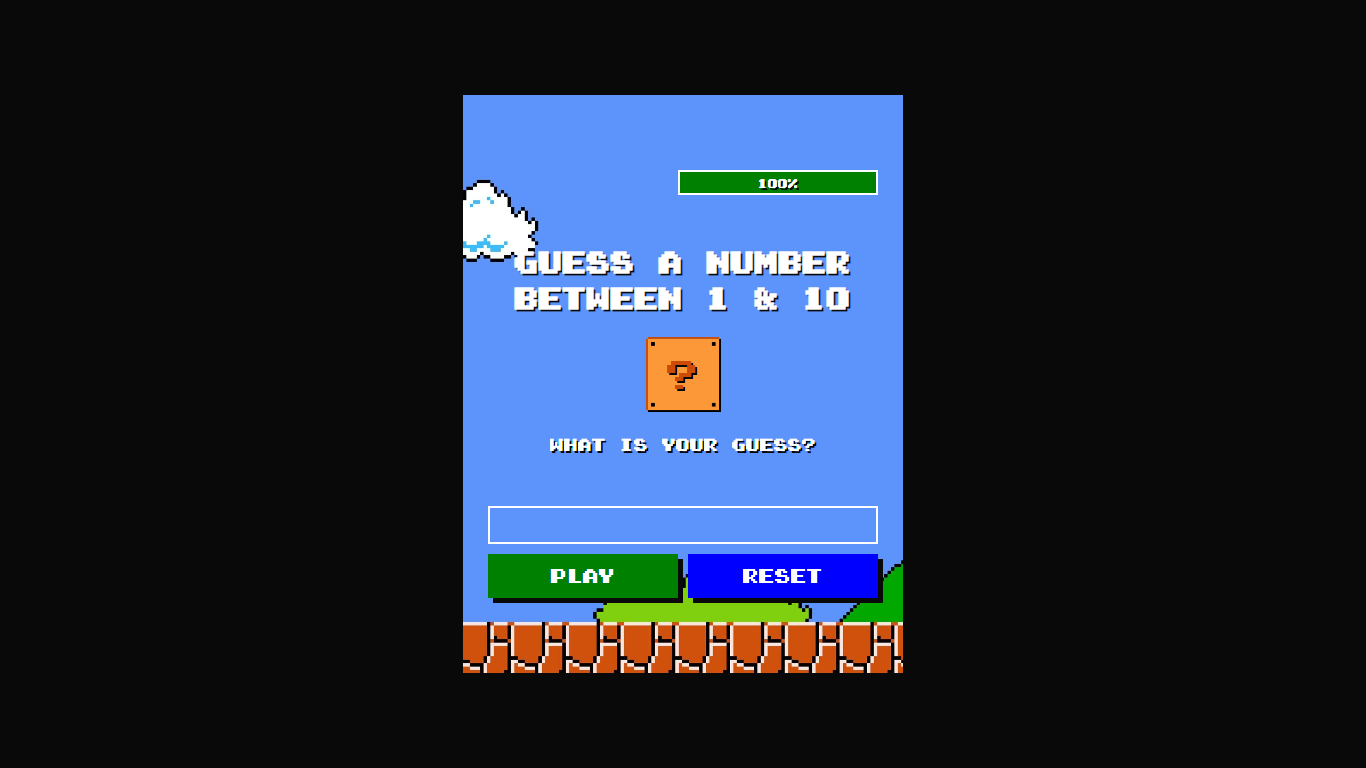 100%
GUESS A NUMBER
BETWEEN 1 & 10
?
WHAT IS YOUR GUESS?
PLAY
RESET